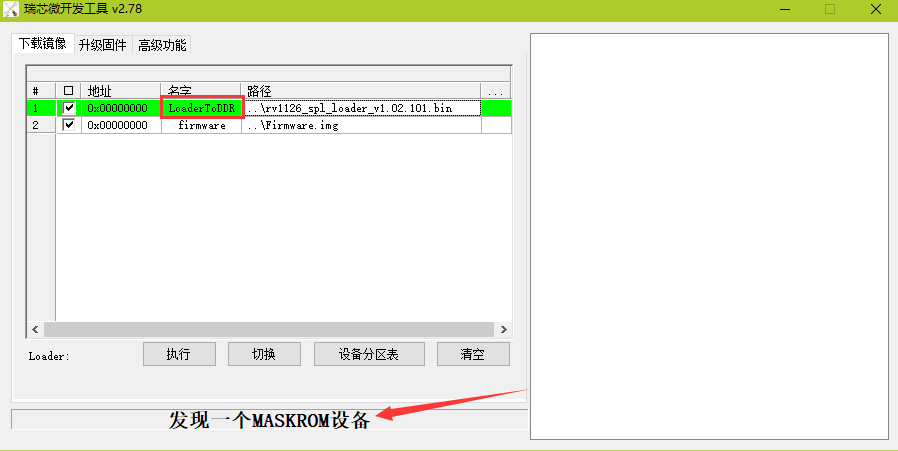 瑞芯微开发工具 v2.78
下载镜像 升级固件 高级功能
# 地址 名字 路径 ...
1 0x00000000 LoaderToDDR ..\rv1126_spl_loader_v1.02.101.bin
2 0x00000000 firmware ..\Firmware.img
Loader: 执行 切换 设备分区表 清空
发现一个MASKROM设备